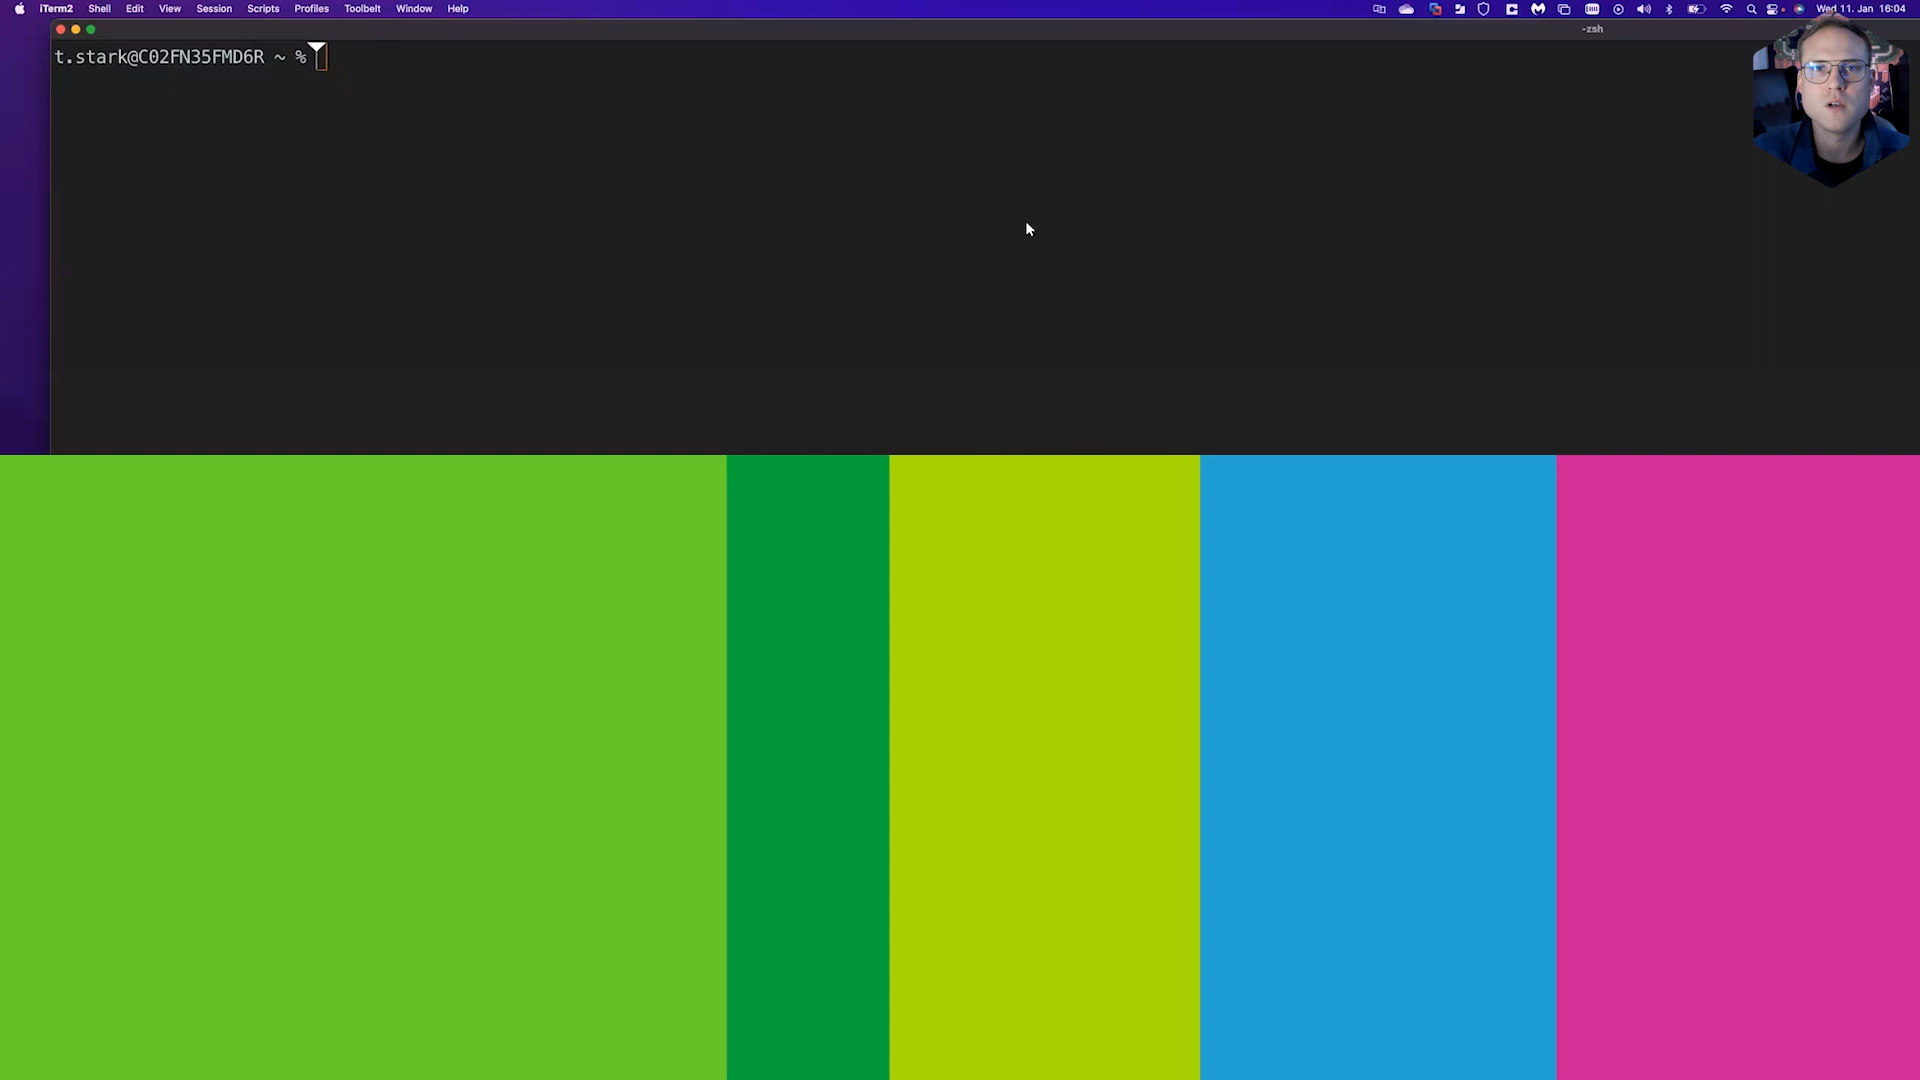 iTerm2 Shell Edit View Session Scripts Profiles Toolbelt Window Help Wed 11. Jan 16:04
-zsh
t.stark@C02FN35FMD6R ~ %